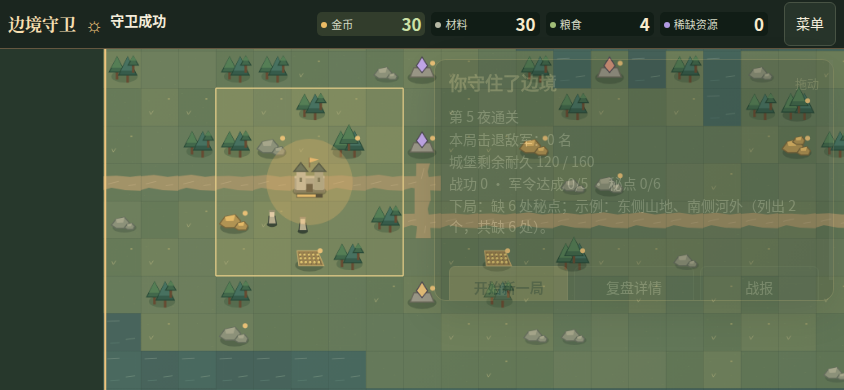 边境守卫 守卫成功 金币 30 材料 30 粮食 4 稀缺资源 0 菜单
你守住了边境 拖动
第 5 夜通关
本局击退敌军 0 名
城堡剩余耐久 120 / 160
战功 0 · 军令达成 0/5 秘点 0/6
下局：缺 6 处秘点；示例：东侧山地、南侧河外（列出 2
个，共缺 6 处）。
开始新一局 复盘详情 战报